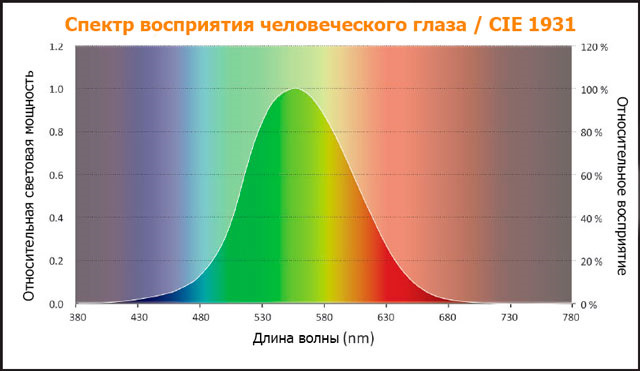 Спектр восприятия человеческого глаза / CIE 1931
Относительная световая мощность
1.2
1.0
0.8
0.6
0.4
0.2
0.0
120 %
100 %
80 %
60 %
40 %
20 %
0 %
Относительное восприятие
380 430 480 530 580 630 680 730 780
Длина волны (nm)